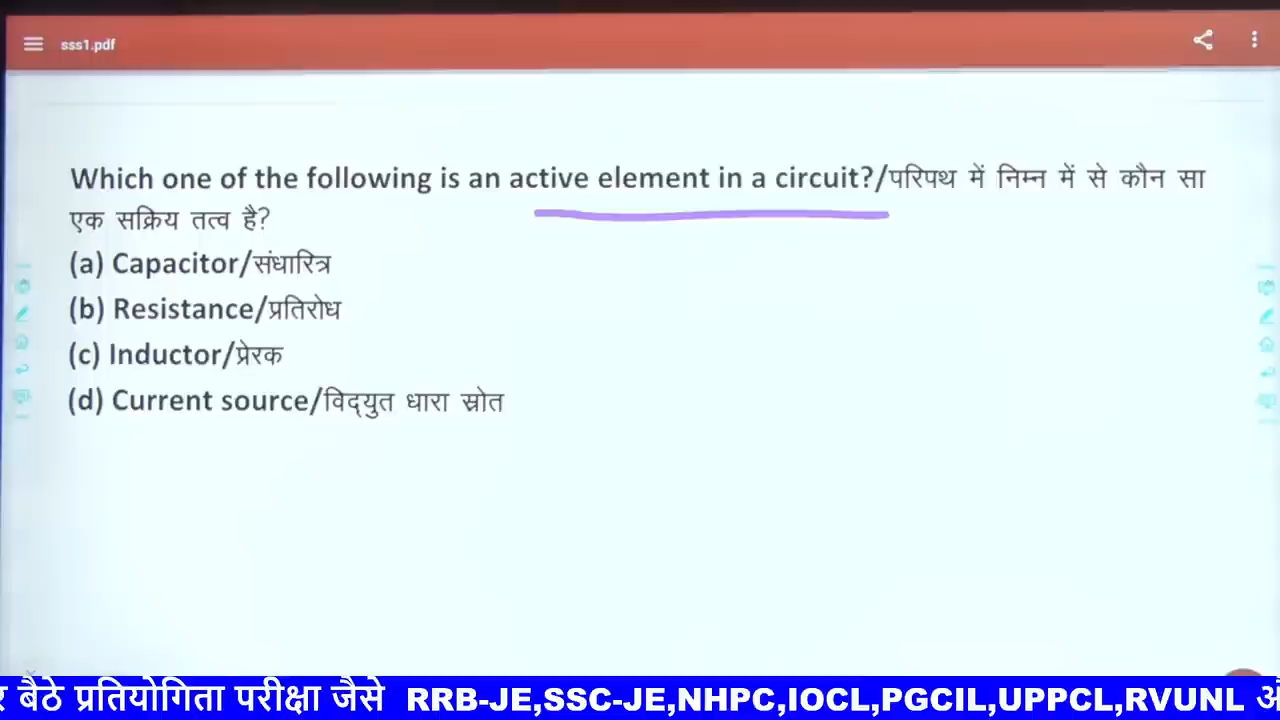 sss1.pdf
Which one of the following is an active element in a circuit?/परिपथ में निम्न में से कौन सा
एक सक्रिय तत्व है?
(a) Capacitor/संधारित्र
(b) Resistance/प्रतिरोध
(c) Inductor/प्रेरक
(d) Current source/विद्युत धारा स्रोत
बैठे प्रतियोगिता परीक्षा जैसे RRB-JE,SSC-JE,NHPC,IOCL,PGCIL,UPPCL,RVUNL